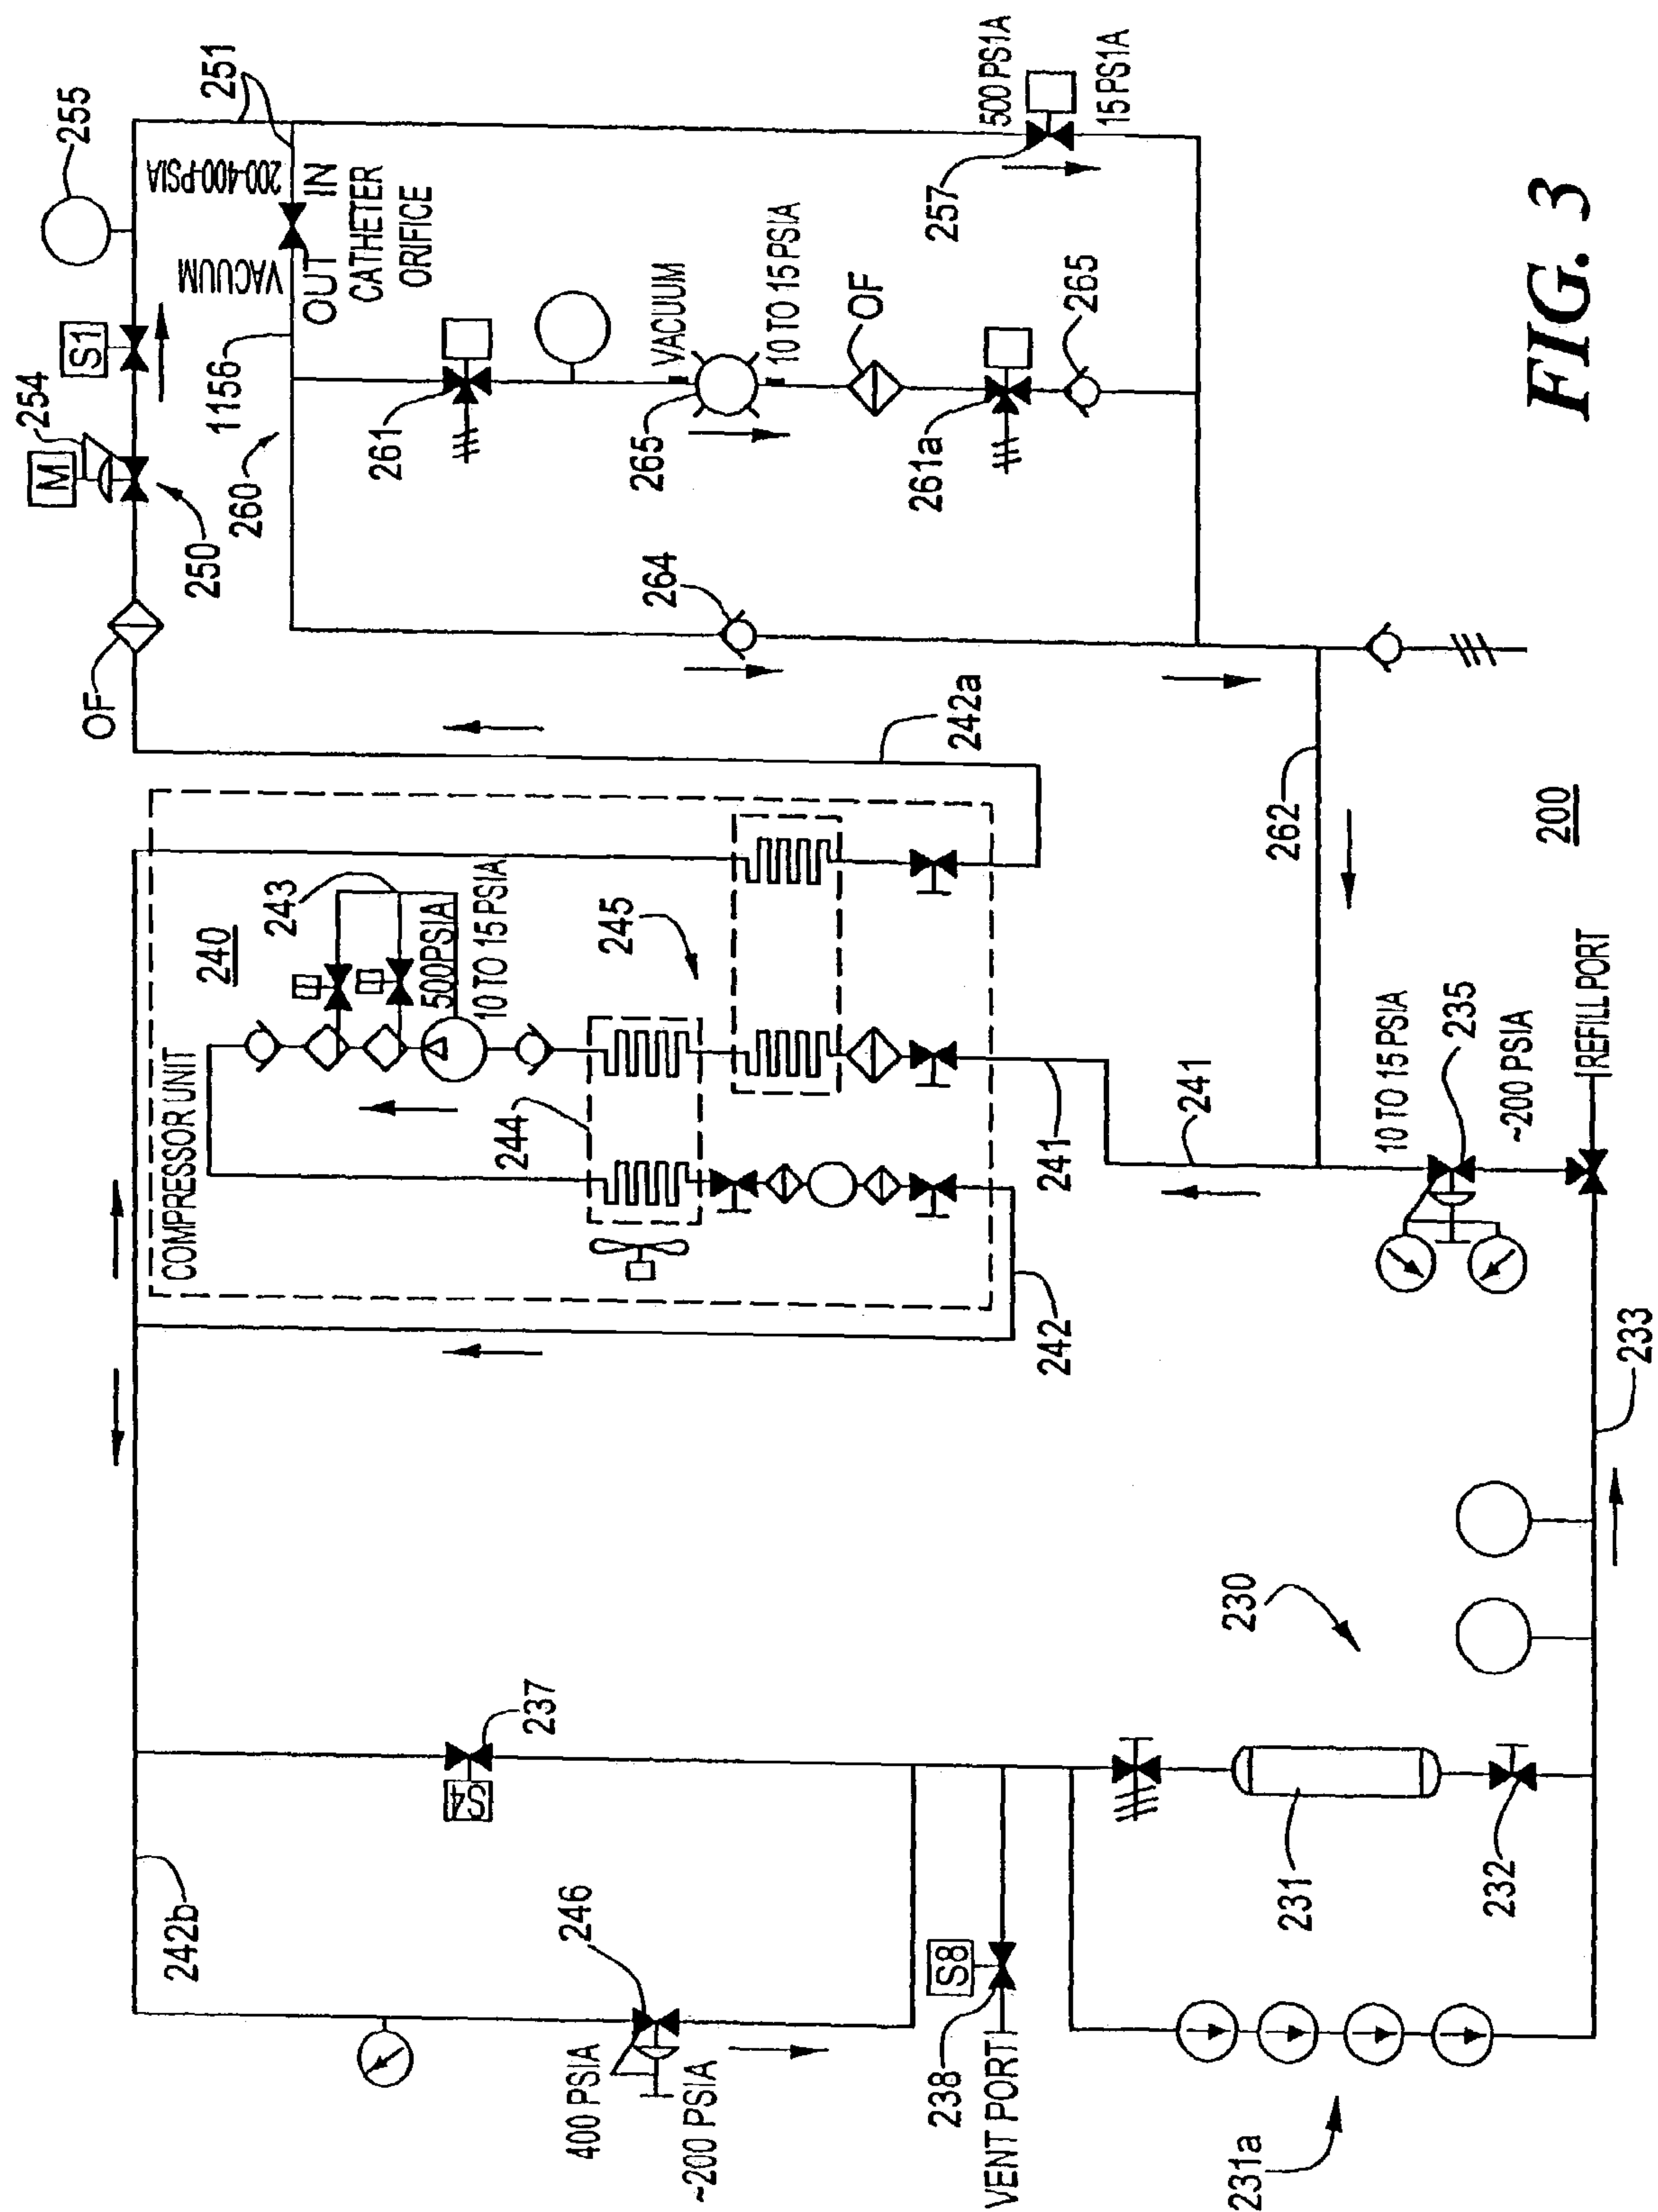 COMPRESSOR UNIT
240
243
500PSIA
10 TO 15 PSIA
244
245
242
242a
241
241
242b
S4
237
246
400 PSIA
~200 PSIA
S8
238
VENT PORT
231a
231
232
230
233
10 TO 15 PSIA
235
~200 PSIA
REFILL PORT
262
200
OF
M
254
250
S1
255
251
200-400-PSIA
IN
VACUUM
OUT
CATHETER
ORIFICE
1156
260
261
VACUUM
265
10 TO 15 PSIA
OF
261a
265
264
500 PS1A
257
15 PS1A
FIG. 3